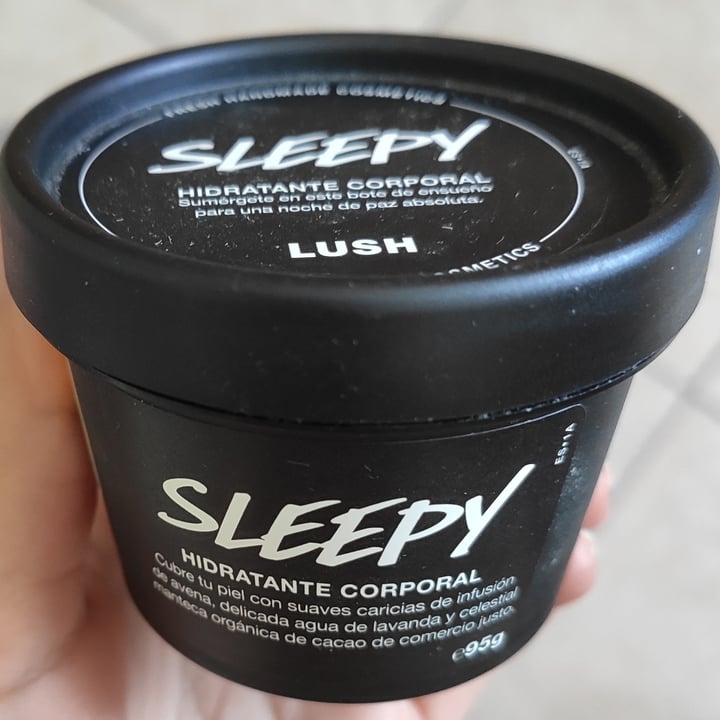 FRESH HANDMADE COSMETICS
SLEEPY
HIDRATANTE CORPORAL
Sumérgete en este bote de ensueño
para una noche de paz absoluta.
LUSH
COSMETICS
SLEEPY
HIDRATANTE CORPORAL
Cubre tu piel con suaves caricias de infusión
de avena, delicada agua de lavanda y celestial
manteca orgánica de cacao de comercio justo.
℮95g